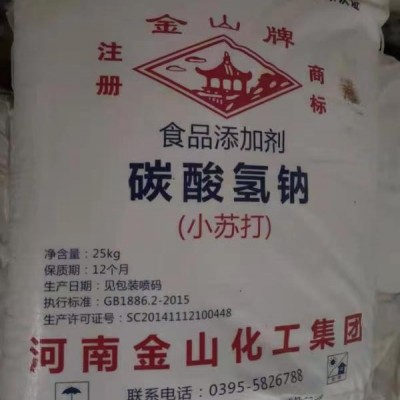 金山牌
注册 商标
食品添加剂
碳酸氢钠
(小苏打)
净含量：25kg
保质期：12个月
生产日期：见包装喷码
执行标准：GB1886.2-2015
生产许可证号：SC20141112100448
河南金山化工集团
联系电话：0395-5826788